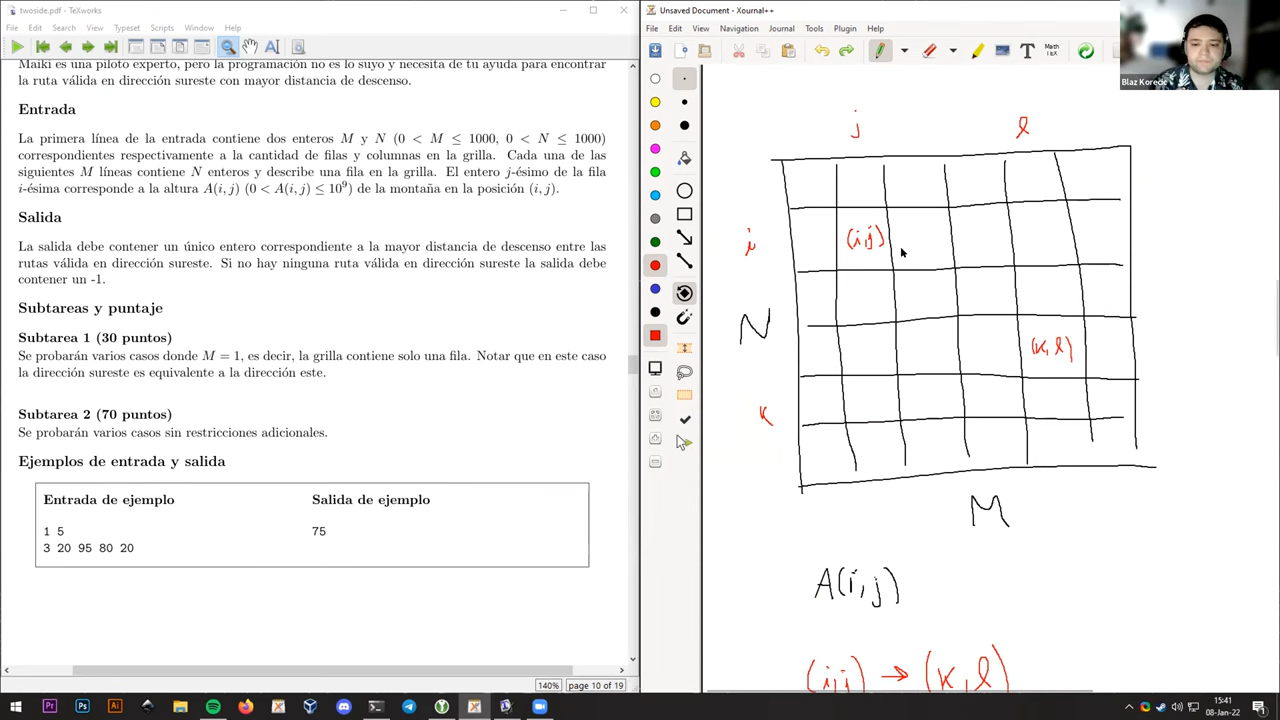 twoside.pdf - TeXworks
File Edit Search View Typeset Scripts Window Help
Maiki es una piloto experto, pero la programación no es lo suyo y necesita de tu ayuda para encontrar
la ruta válida en dirección sureste con mayor distancia de descenso.
Entrada
La primera línea de la entrada contiene dos enteros M y N (0 < M ≤ 1000, 0 < N ≤ 1000)
correspondientes respectivamente a la cantidad de filas y columnas en la grilla. Cada una de las
siguientes M líneas contiene N enteros y describe una fila en la grilla. El entero j-ésimo de la fila
i-ésima corresponde a la altura A(i, j) (0 < A(i, j) ≤ 10⁹) de la montaña en la posición (i, j).
Salida
La salida debe contener un único entero correspondiente a la mayor distancia de descenso entre las
rutas válida en dirección sureste. Si no hay ninguna ruta válida en dirección sureste la salida debe
contener un -1.
Subtareas y puntaje
Subtarea 1 (30 puntos)
Se probarán varios casos donde M = 1, es decir, la grilla contiene solo una fila. Notar que en este caso
la dirección sureste es equivalente a la dirección este.
Subtarea 2 (70 puntos)
Se probarán varios casos sin restricciones adicionales.
Ejemplos de entrada y salida
Entrada de ejemplo Salida de ejemplo
1 5 75
3 20 95 80 20
140% page 10 of 19
Unsaved Document - Xournal++
File Edit View Navigation Journal Tools Plugin Help
Math
Blaz Korecic
j l
i (i,j)
N
(k,l)
k
M
A(i,j)
(i,j) → (k,l)
15:41
08-Jan-22